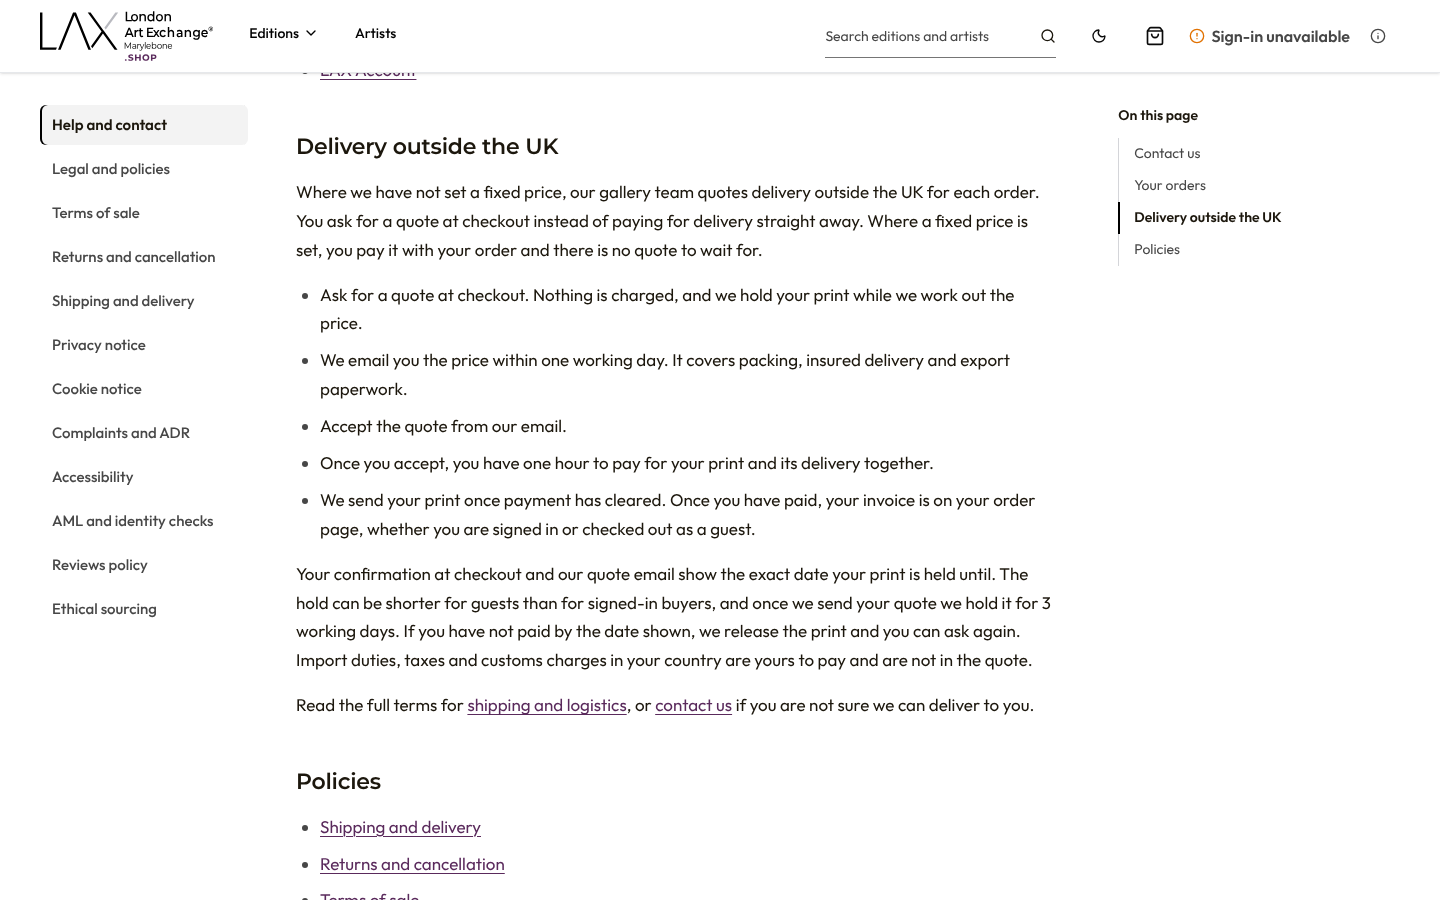 London
Art Exchange®
Marylebone
.SHOP
Editions
Artists
Search editions and artists
Sign-in unavailable
LAX Account
Help and contact
Legal and policies
Terms of sale
Returns and cancellation
Shipping and delivery
Privacy notice
Cookie notice
Complaints and ADR
Accessibility
AML and identity checks
Reviews policy
Ethical sourcing
Delivery outside the UK
Where we have not set a fixed price, our gallery team quotes delivery outside the UK for each order.
You ask for a quote at checkout instead of paying for delivery straight away. Where a fixed price is
set, you pay it with your order and there is no quote to wait for.
Ask for a quote at checkout. Nothing is charged, and we hold your print while we work out the
price.
We email you the price within one working day. It covers packing, insured delivery and export
paperwork.
Accept the quote from our email.
Once you accept, you have one hour to pay for your print and its delivery together.
We send your print once payment has cleared. Once you have paid, your invoice is on your order
page, whether you are signed in or checked out as a guest.
Your confirmation at checkout and our quote email show the exact date your print is held until. The
hold can be shorter for guests than for signed-in buyers, and once we send your quote we hold it for 3
working days. If you have not paid by the date shown, we release the print and you can ask again.
Import duties, taxes and customs charges in your country are yours to pay and are not in the quote.
Read the full terms for shipping and logistics, or contact us if you are not sure we can deliver to you.
Policies
Shipping and delivery
Returns and cancellation
Terms of sale
On this page
Contact us
Your orders
Delivery outside the UK
Policies